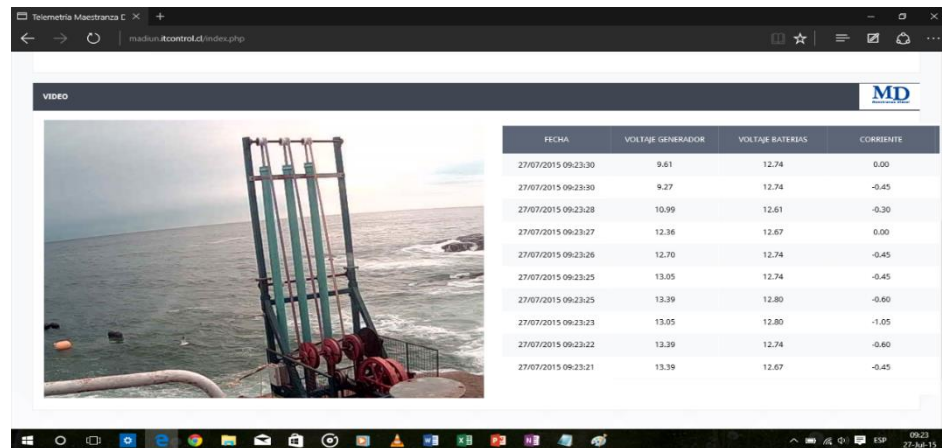 Telemetría Maestranza D
madiun.itcontrol.cl/index.php
VIDEO
MD
FECHA VOLTAJE GENERADOR VOLTAJE BATERIAS CORRIENTE
27/07/2015 09:23:30 9.61 12.74 0.00
27/07/2015 09:23:30 9.27 12.74 -0.45
27/07/2015 09:23:28 10.99 12.61 -0.30
27/07/2015 09:23:27 12.36 12.67 0.00
27/07/2015 09:23:26 12.70 12.74 -0.45
27/07/2015 09:23:25 13.05 12.74 -0.45
27/07/2015 09:23:25 13.39 12.80 -0.60
27/07/2015 09:23:23 13.05 12.80 -1.05
27/07/2015 09:23:22 13.39 12.74 -0.60
27/07/2015 09:23:21 13.39 12.67 -0.45
ESP
09:23
27-Jul-15